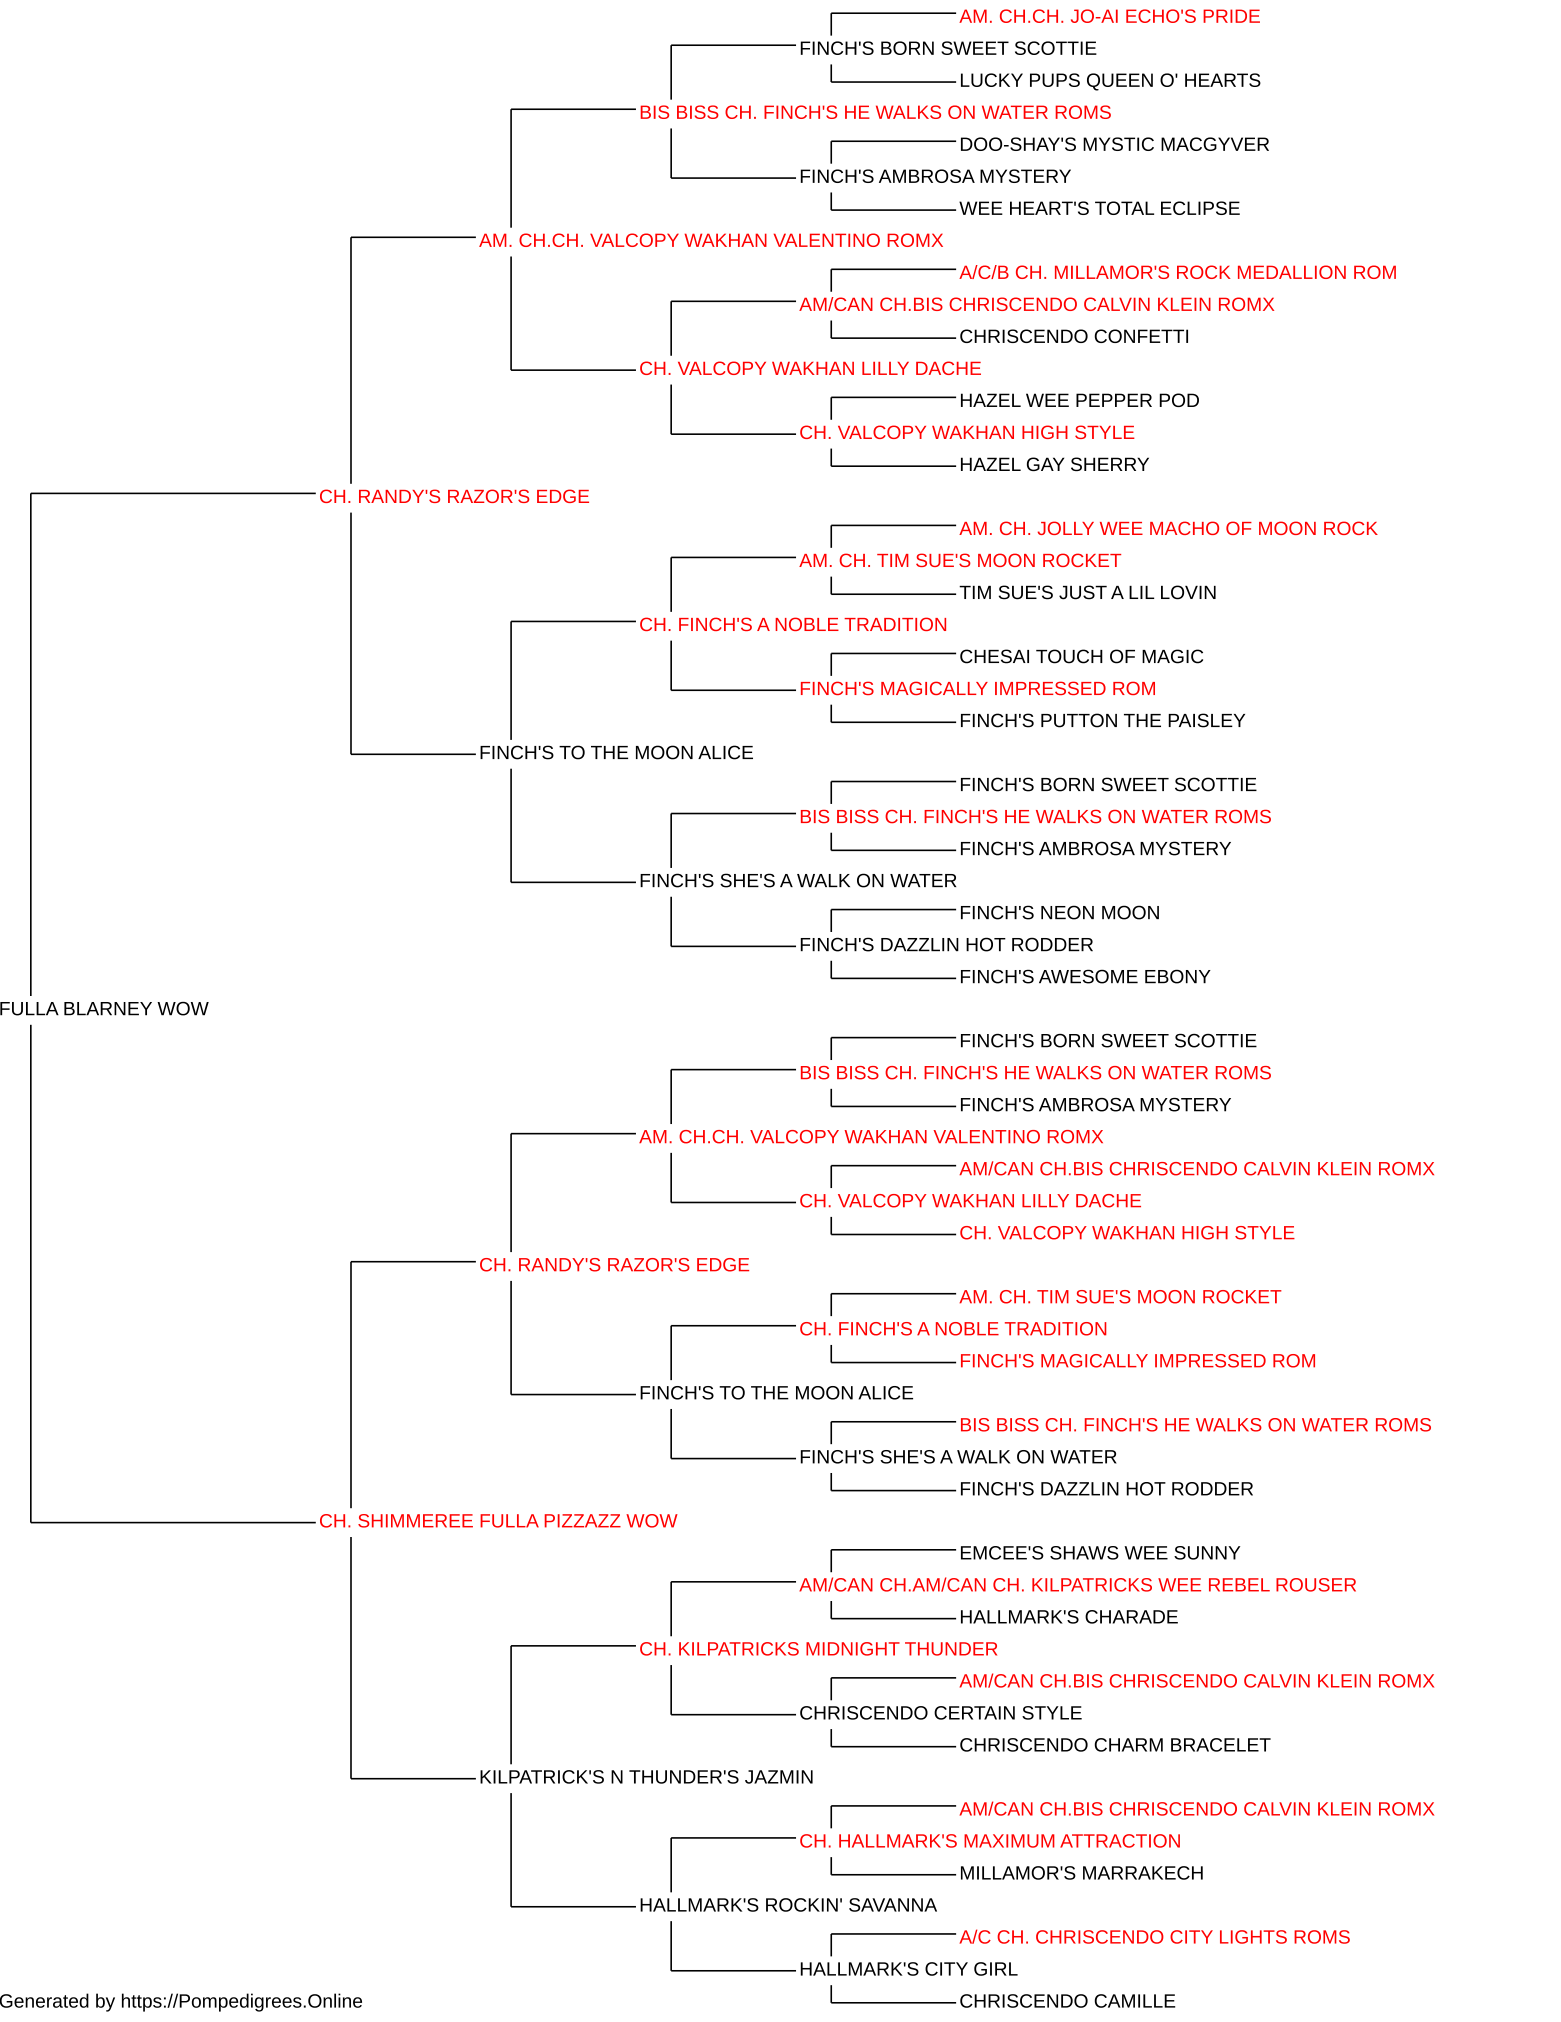 AM. CH.CH. JO-AI ECHO'S PRIDE
FINCH'S BORN SWEET SCOTTIE
LUCKY PUPS QUEEN O' HEARTS
BIS BISS CH. FINCH'S HE WALKS ON WATER ROMS
DOO-SHAY'S MYSTIC MACGYVER
FINCH'S AMBROSA MYSTERY
WEE HEART'S TOTAL ECLIPSE
AM. CH.CH. VALCOPY WAKHAN VALENTINO ROMX
A/C/B CH. MILLAMOR'S ROCK MEDALLION ROM
AM/CAN CH.BIS CHRISCENDO CALVIN KLEIN ROMX
CHRISCENDO CONFETTI
CH. VALCOPY WAKHAN LILLY DACHE
HAZEL WEE PEPPER POD
CH. VALCOPY WAKHAN HIGH STYLE
HAZEL GAY SHERRY
CH. RANDY'S RAZOR'S EDGE
AM. CH. JOLLY WEE MACHO OF MOON ROCK
AM. CH. TIM SUE'S MOON ROCKET
TIM SUE'S JUST A LIL LOVIN
CH. FINCH'S A NOBLE TRADITION
CHESAI TOUCH OF MAGIC
FINCH'S MAGICALLY IMPRESSED ROM
FINCH'S PUTTON THE PAISLEY
FINCH'S TO THE MOON ALICE
FINCH'S BORN SWEET SCOTTIE
BIS BISS CH. FINCH'S HE WALKS ON WATER ROMS
FINCH'S AMBROSA MYSTERY
FINCH'S SHE'S A WALK ON WATER
FINCH'S NEON MOON
FINCH'S DAZZLIN HOT RODDER
FINCH'S AWESOME EBONY
FULLA BLARNEY WOW
FINCH'S BORN SWEET SCOTTIE
BIS BISS CH. FINCH'S HE WALKS ON WATER ROMS
FINCH'S AMBROSA MYSTERY
AM. CH.CH. VALCOPY WAKHAN VALENTINO ROMX
AM/CAN CH.BIS CHRISCENDO CALVIN KLEIN ROMX
CH. VALCOPY WAKHAN LILLY DACHE
CH. VALCOPY WAKHAN HIGH STYLE
CH. RANDY'S RAZOR'S EDGE
AM. CH. TIM SUE'S MOON ROCKET
CH. FINCH'S A NOBLE TRADITION
FINCH'S MAGICALLY IMPRESSED ROM
FINCH'S TO THE MOON ALICE
BIS BISS CH. FINCH'S HE WALKS ON WATER ROMS
FINCH'S SHE'S A WALK ON WATER
FINCH'S DAZZLIN HOT RODDER
CH. SHIMMEREE FULLA PIZZAZZ WOW
EMCEE'S SHAWS WEE SUNNY
AM/CAN CH.AM/CAN CH. KILPATRICKS WEE REBEL ROUSER
HALLMARK'S CHARADE
CH. KILPATRICKS MIDNIGHT THUNDER
AM/CAN CH.BIS CHRISCENDO CALVIN KLEIN ROMX
CHRISCENDO CERTAIN STYLE
CHRISCENDO CHARM BRACELET
KILPATRICK'S N THUNDER'S JAZMIN
AM/CAN CH.BIS CHRISCENDO CALVIN KLEIN ROMX
CH. HALLMARK'S MAXIMUM ATTRACTION
MILLAMOR'S MARRAKECH
HALLMARK'S ROCKIN' SAVANNA
A/C CH. CHRISCENDO CITY LIGHTS ROMS
HALLMARK'S CITY GIRL
CHRISCENDO CAMILLE
Generated by https://Pompedigrees.Online